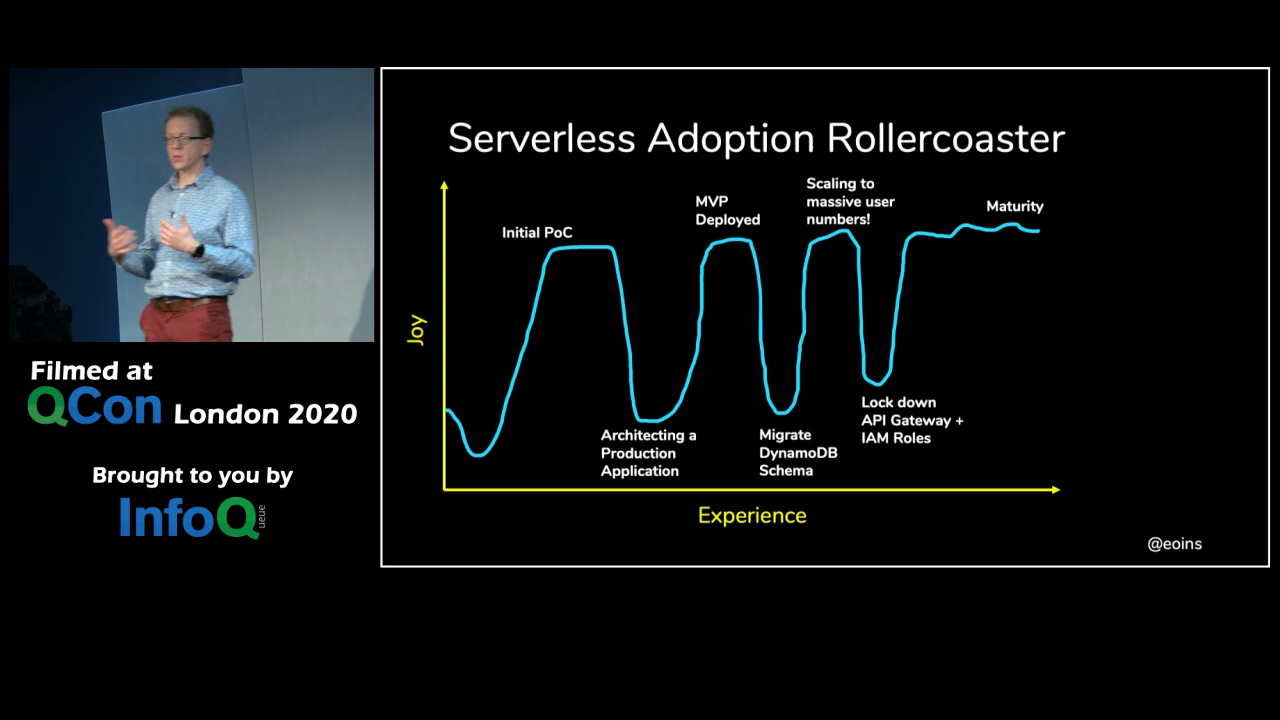 Filmed at
QCon London 2020
Brought to you by
InfoQ
ueue
Serverless Adoption Rollercoaster
Joy
Initial PoC
MVP
Deployed
Scaling to
massive user
numbers!
Maturity
Architecting a
Production
Application
Migrate
DynamoDB
Schema
Lock down
API Gateway +
IAM Roles
Experience
@eoins